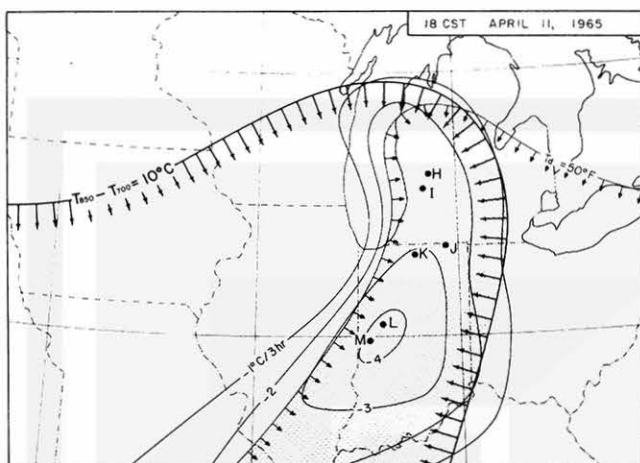 18 CST APRIL 11, 1965
T850 - T700 = 10°C
Td = 50°F
H
I
J
K
L
M
-1°C/3hr
-2
-3
-4